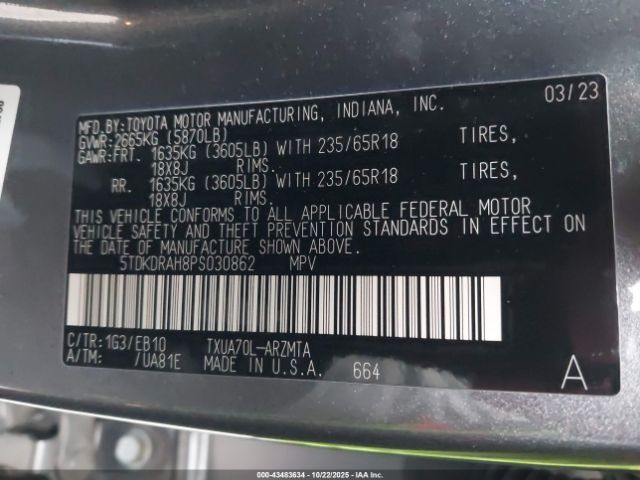 MFD.BY:TOYOTA MOTOR MANUFACTURING, INDIANA, INC. 03/23
GVWR:2665KG (5870LB)
GAWR:FRT. 1635KG (3605LB) WITH 235/65R18 TIRES,
18X8J RIMS.
RR. 1635KG (3605LB) WITH 235/65R18 TIRES,
18X8J RIMS.
THIS VEHICLE CONFORMS TO ALL APPLICABLE FEDERAL MOTOR
VEHICLE SAFETY AND THEFT PREVENTION STANDARDS IN EFFECT ON
THE DATE OF MANUFACTURE SHOWN ABOVE.
5TDKDRAH8PS030862 MPV
C/TR:1G3/EB10 TXUA70L-ARZMTA
A/TM: /UA81E MADE IN U.S.A. 664 A
000-43483634 | 10/22/2025 | IAA Inc.